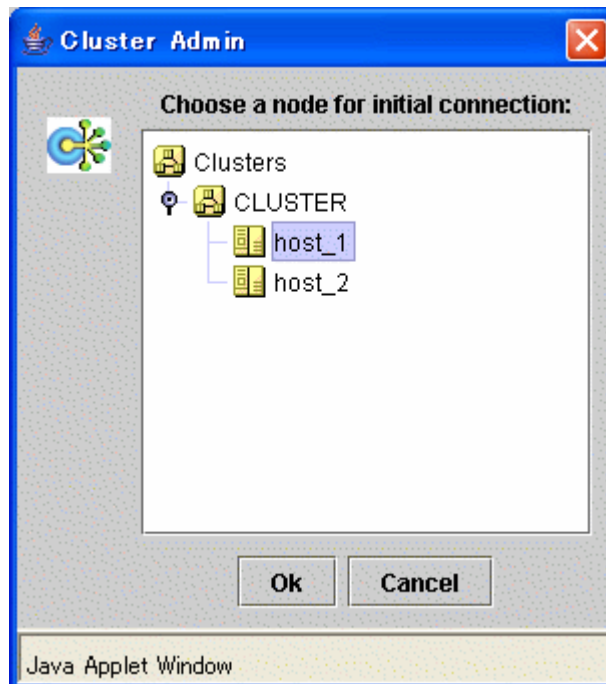 Cluster Admin
Choose a node for initial connection:
Clusters
CLUSTER
host_1
host_2
Ok
Cancel
Java Applet Window